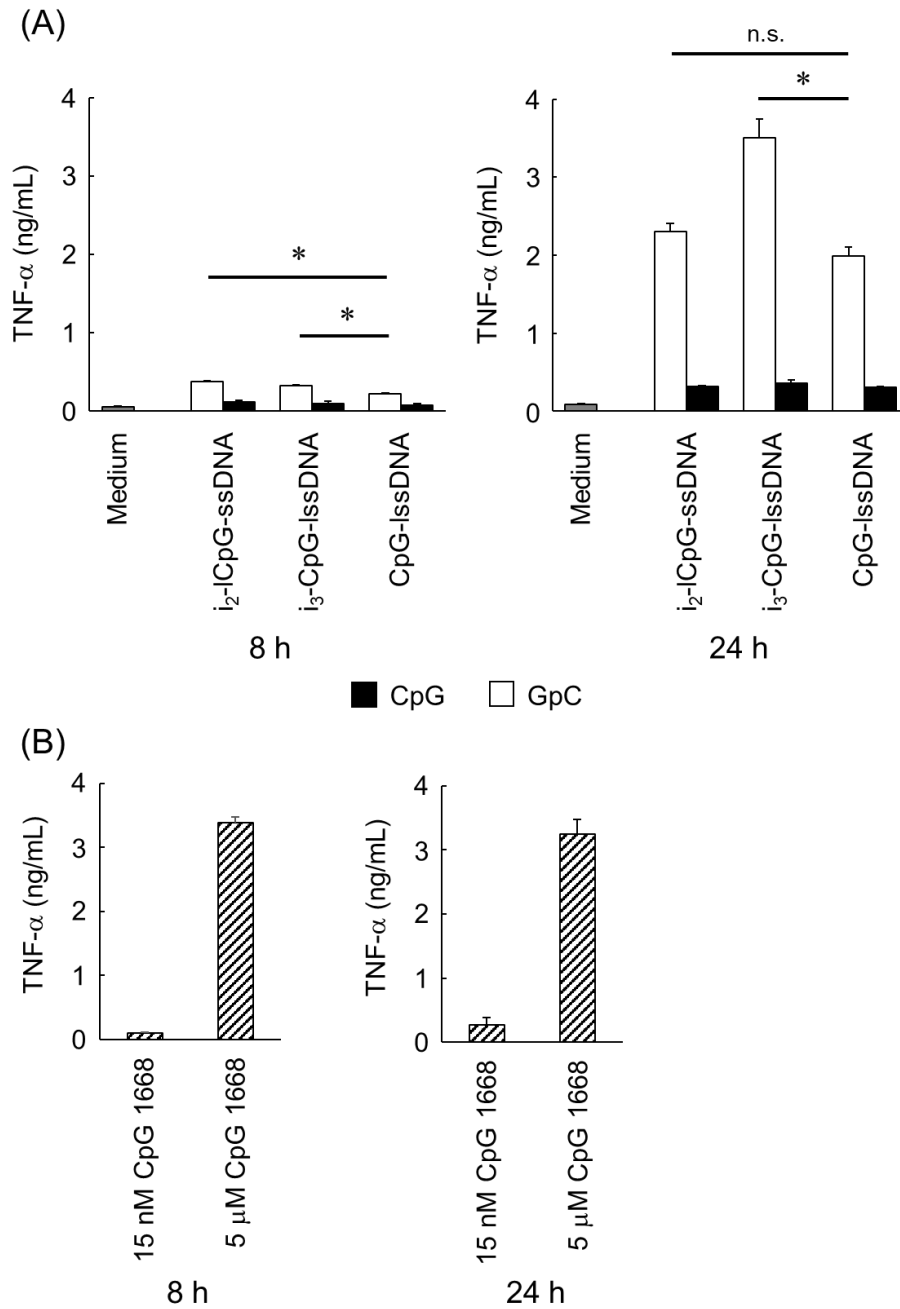 (A)
n.s.
*
*
*
TNF-α (ng/mL)
4
3
2
1
0
Medium
i₂-lCpG-ssDNA
i₃-CpG-lssDNA
CpG-lssDNA
8 h
TNF-α (ng/mL)
4
3
2
1
0
Medium
i₂-lCpG-ssDNA
i₃-CpG-lssDNA
CpG-lssDNA
24 h
CpG GpC
(B)
TNF-α (ng/mL)
4
3
2
1
0
15 nM CpG 1668
5 μM CpG 1668
8 h
TNF-α (ng/mL)
4
3
2
1
0
15 nM CpG 1668
5 μM CpG 1668
24 h